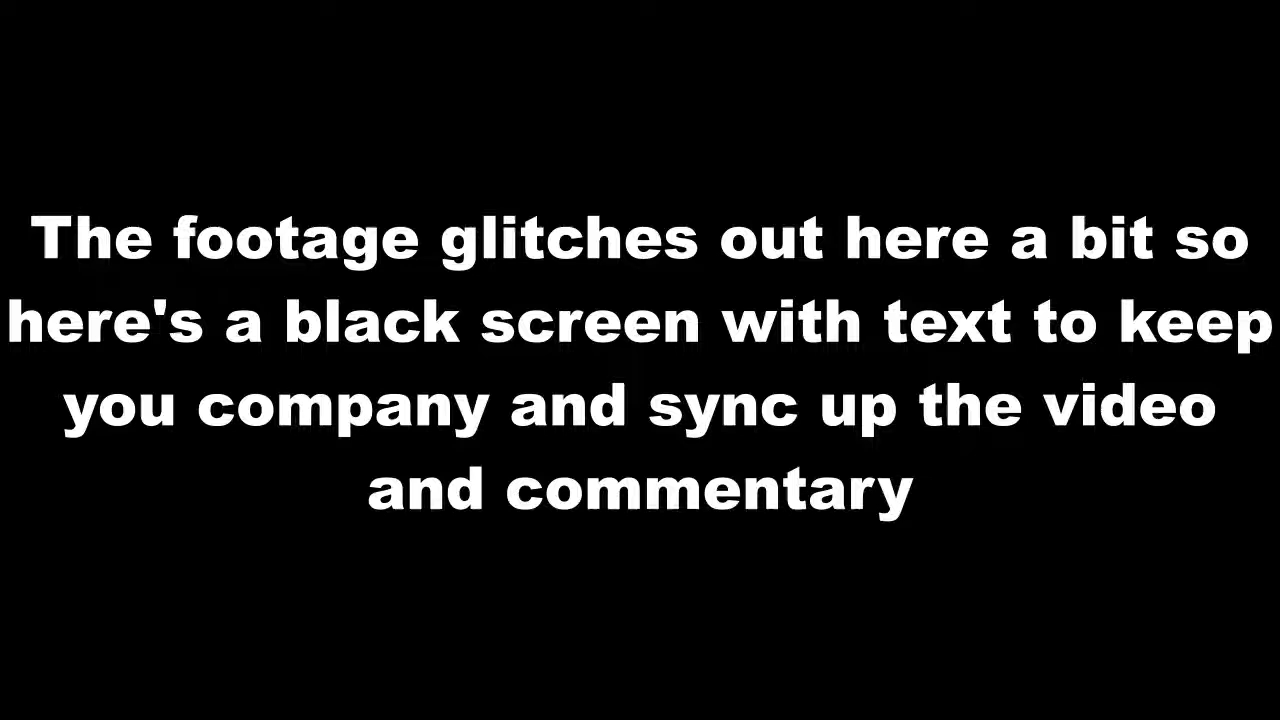 The footage glitches out here a bit so
here's a black screen with text to keep
you company and sync up the video
and commentary